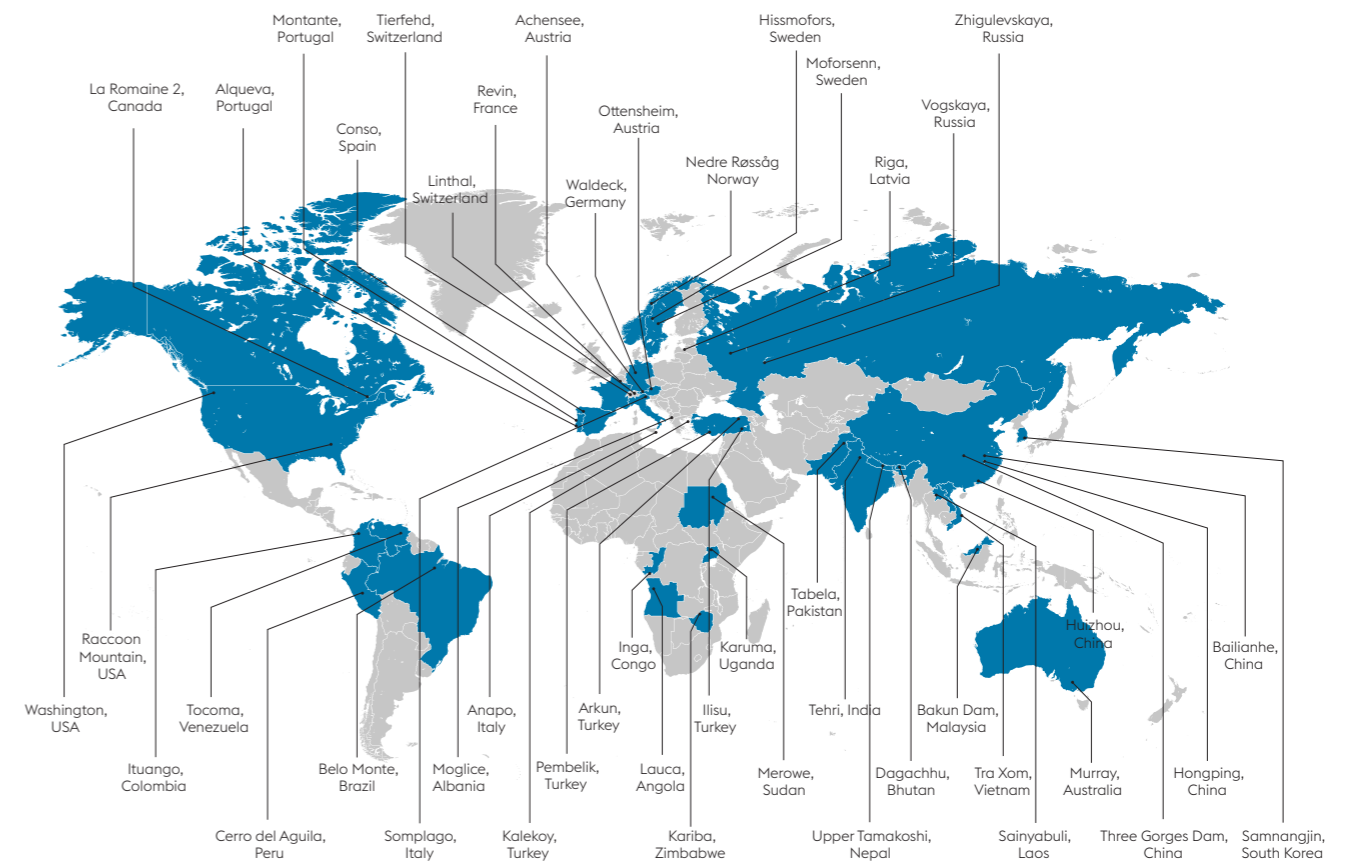 Montante,
Portugal
Tierfehd,
Switzerland
Achensee,
Austria
Hissmofors,
Sweden
Zhigulevskaya,
Russia
Moforsenn,
Sweden
La Romaine 2,
Canada
Alqueva,
Portugal
Revin,
France
Vogskaya,
Russia
Ottensheim,
Austria
Conso,
Spain
Nedre Røssåg
Norway
Riga,
Latvia
Linthal,
Switzerland
Waldeck,
Germany
Tabela,
Pakistan
Huizhou,
China
Raccoon
Mountain,
USA
Inga,
Congo
Karuma,
Uganda
Bailianhe,
China
Washington,
USA
Tocoma,
Venezuela
Anapo,
Italy
Arkun,
Turkey
Ilisu,
Turkey
Tehri, India
Bakun Dam,
Malaysia
Ituango,
Colombia
Belo Monte,
Brazil
Moglice,
Albania
Pembelik,
Turkey
Lauca,
Angola
Merowe,
Sudan
Dagachhu,
Bhutan
Tra Xom,
Vietnam
Murray,
Australia
Hongping,
China
Cerro del Aguila,
Peru
Somplago,
Italy
Kalekoy,
Turkey
Kariba,
Zimbabwe
Upper Tamakoshi,
Nepal
Sainyabuli,
Laos
Three Gorges Dam,
China
Samnangjin,
South Korea